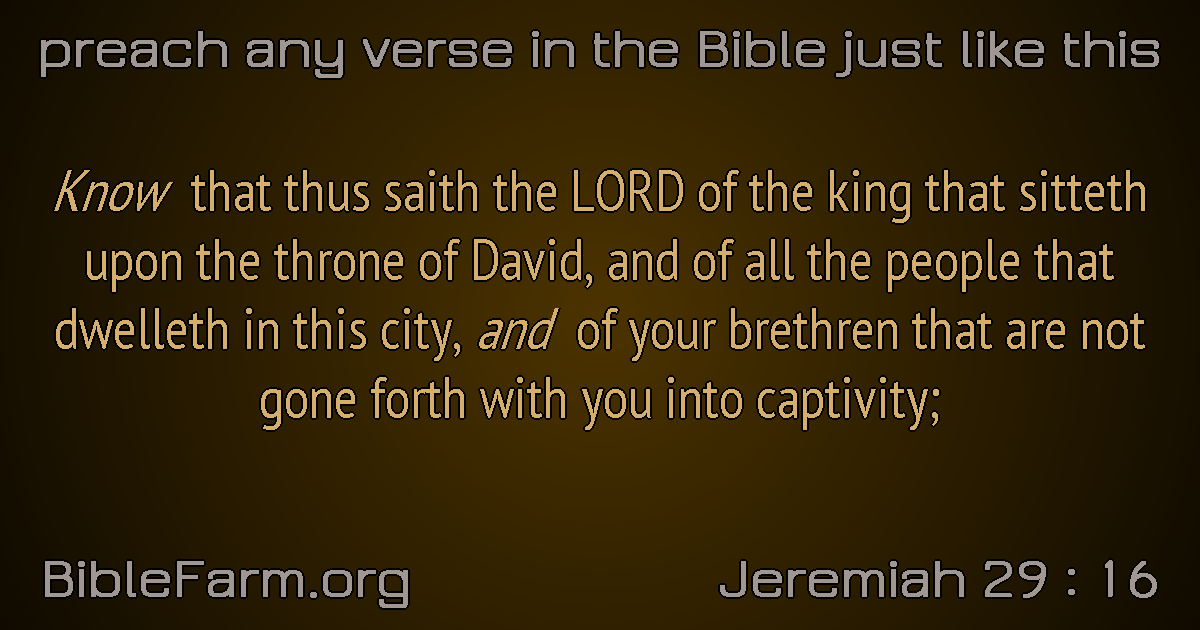 preach any verse in the Bible just like this
Know that thus saith the LORD of the king that sitteth
upon the throne of David, and of all the people that
dwelleth in this city, and of your brethren that are not
gone forth with you into captivity;
BibleFarm.org
Jeremiah 29 : 16